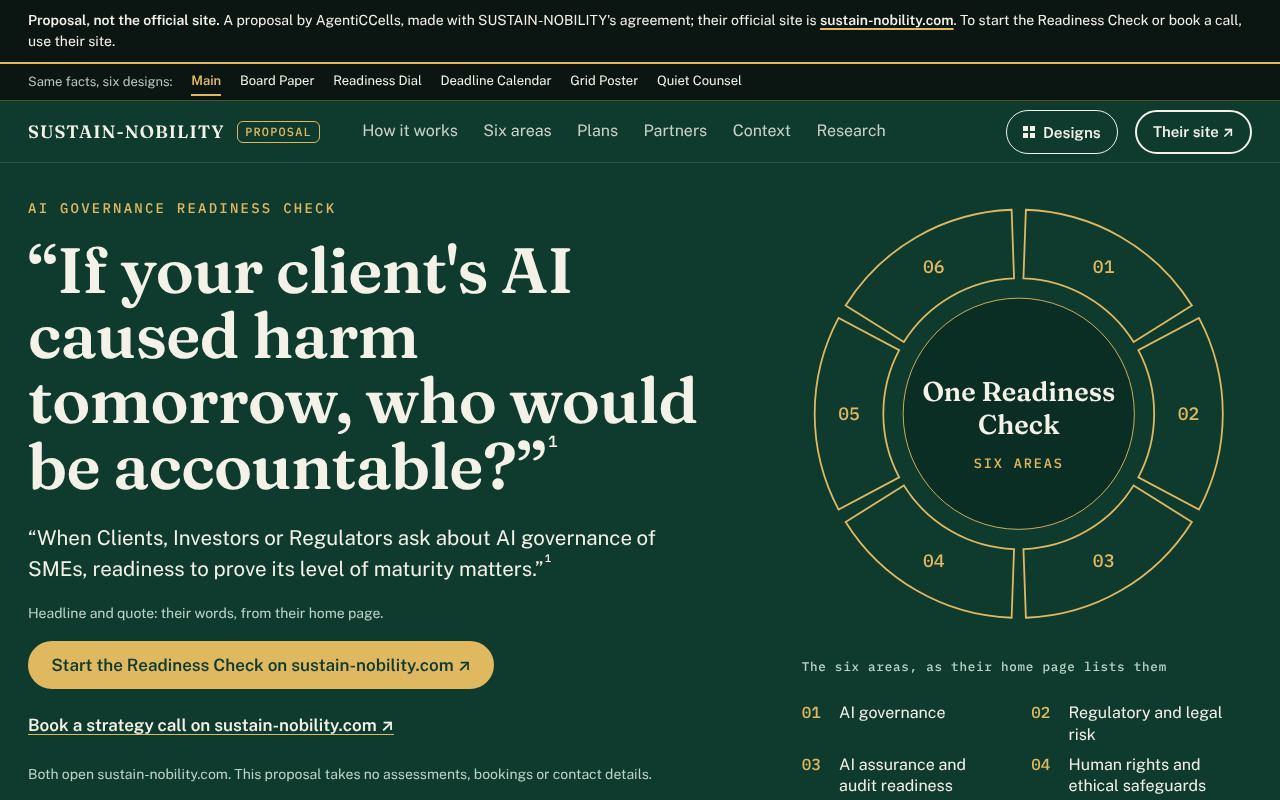 Proposal, not the official site. A proposal by AgentiCCells, made with SUSTAIN-NOBILITY's agreement; their official site is sustain-nobility.com. To start the Readiness Check or book a call,
use their site.
Same facts, six designs: Main Board Paper Readiness Dial Deadline Calendar Grid Poster Quiet Counsel
SUSTAIN-NOBILITY PROPOSAL How it works Six areas Plans Partners Context Research Designs Their site ↗
AI GOVERNANCE READINESS CHECK
“If your client's AI
caused harm
tomorrow, who would
be accountable?”1
“When Clients, Investors or Regulators ask about AI governance of
SMEs, readiness to prove its level of maturity matters.”1
Headline and quote: their words, from their home page.
Start the Readiness Check on sustain-nobility.com ↗
Book a strategy call on sustain-nobility.com ↗
Both open sustain-nobility.com. This proposal takes no assessments, bookings or contact details.
06 01
05 02
04 03
One Readiness
Check
SIX AREAS
The six areas, as their home page lists them
01 AI governance
02 Regulatory and legal
risk
03 AI assurance and
audit readiness
04 Human rights and
ethical safeguards